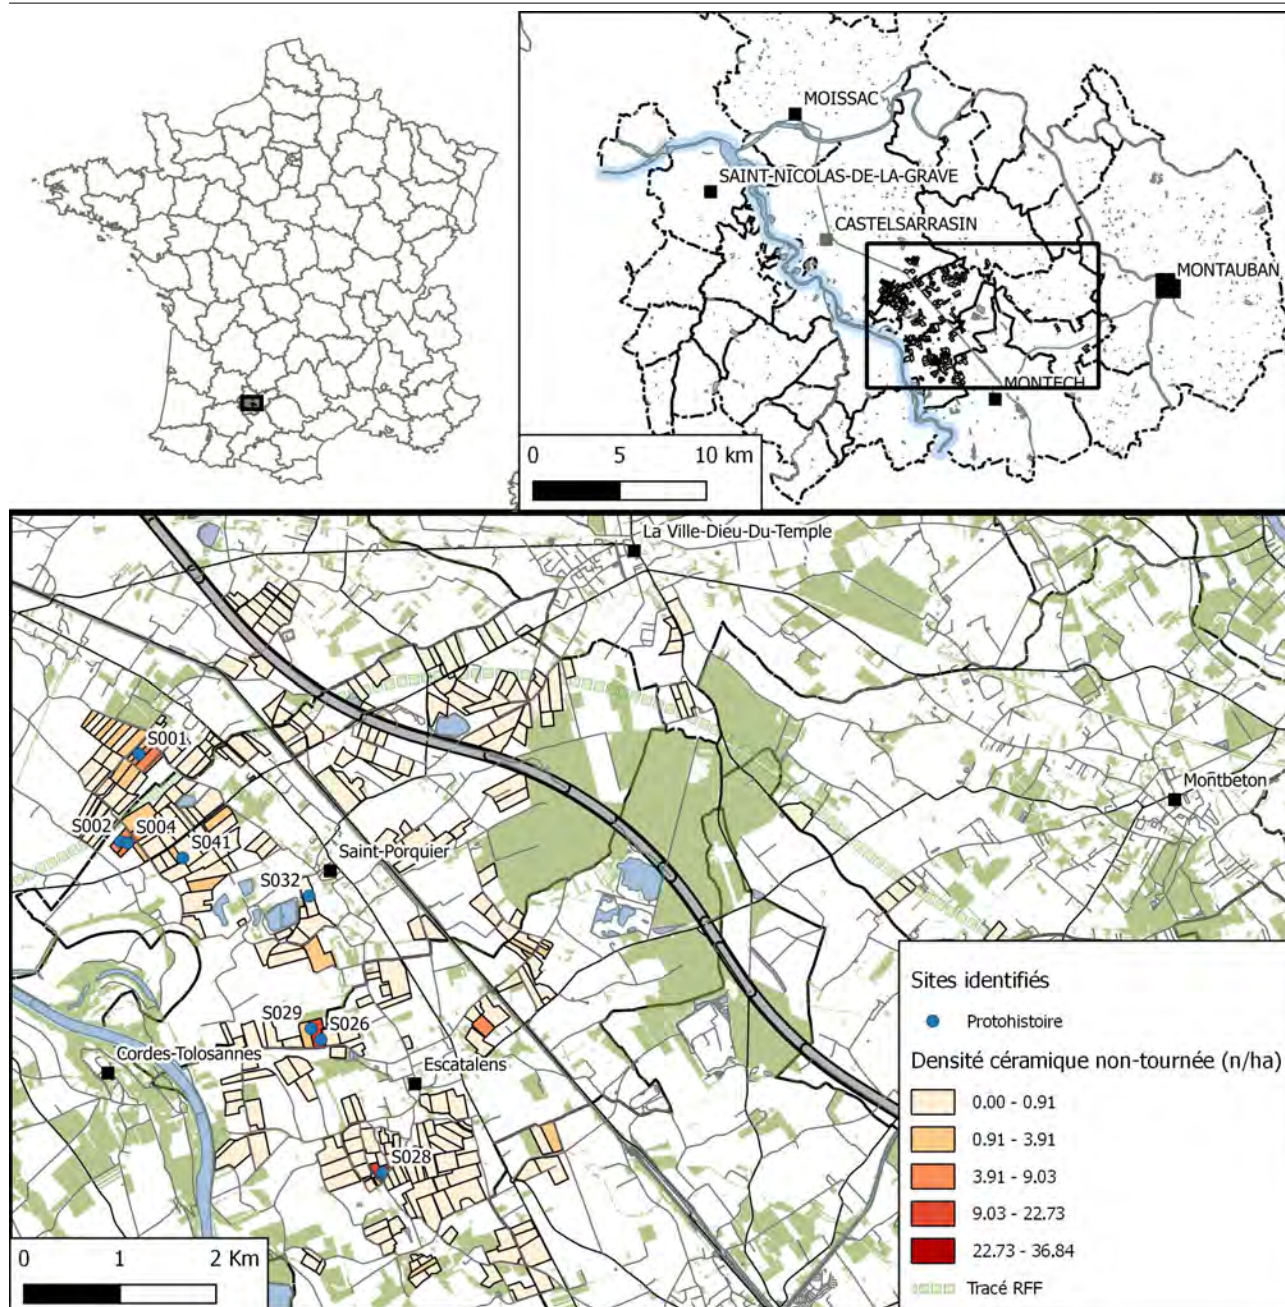 MOISSAC
SAINT-NICOLAS-DE-LA-GRAVE
CASTELSARRASIN
MONTAUBAN
MONTECH
0 5 10 km
La Ville-Dieu-Du-Temple
S001
Montbeton
S002
S004
S041
Saint-Porquier
S032
S029
S026
Cordes-Tolosannes
Escatalens
S028
0 1 2 Km
Sites identifiés
Protohistoire
Densité céramique non-tournée (n/ha)
0.00 - 0.91
0.91 - 3.91
3.91 - 9.03
9.03 - 22.73
22.73 - 36.84
Tracé RFF